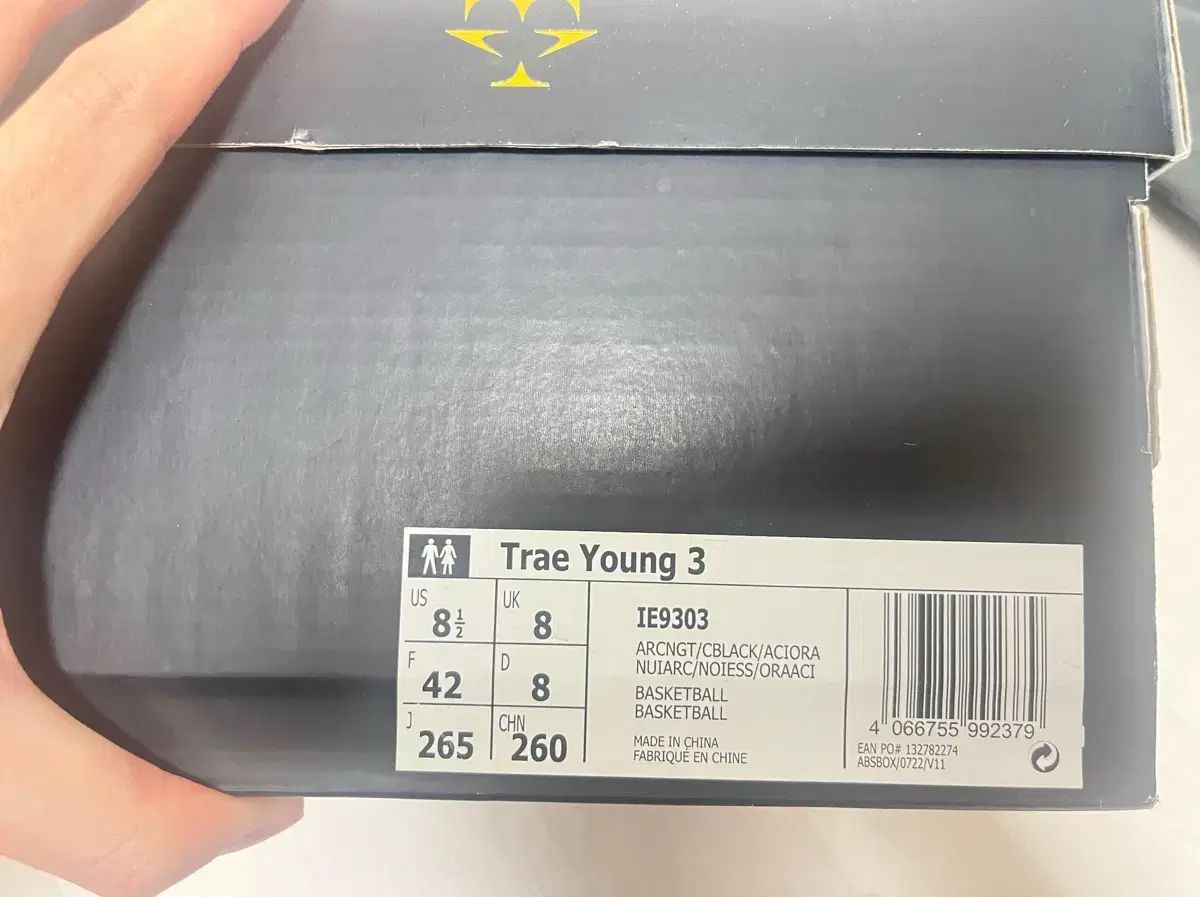 Trae Young 3
US
8½
UK
8
F
42
D
8
J
265
CHN
260
IE9303
ARCNGT/CBLACK/ACIORA
NUIARC/NOIESS/ORAACI
BASKETBALL
BASKETBALL
MADE IN CHINA
FABRIQUÉ EN CHINE
4 066755 992379
EAN PO# 132782274
ABSBOX/0722/V11